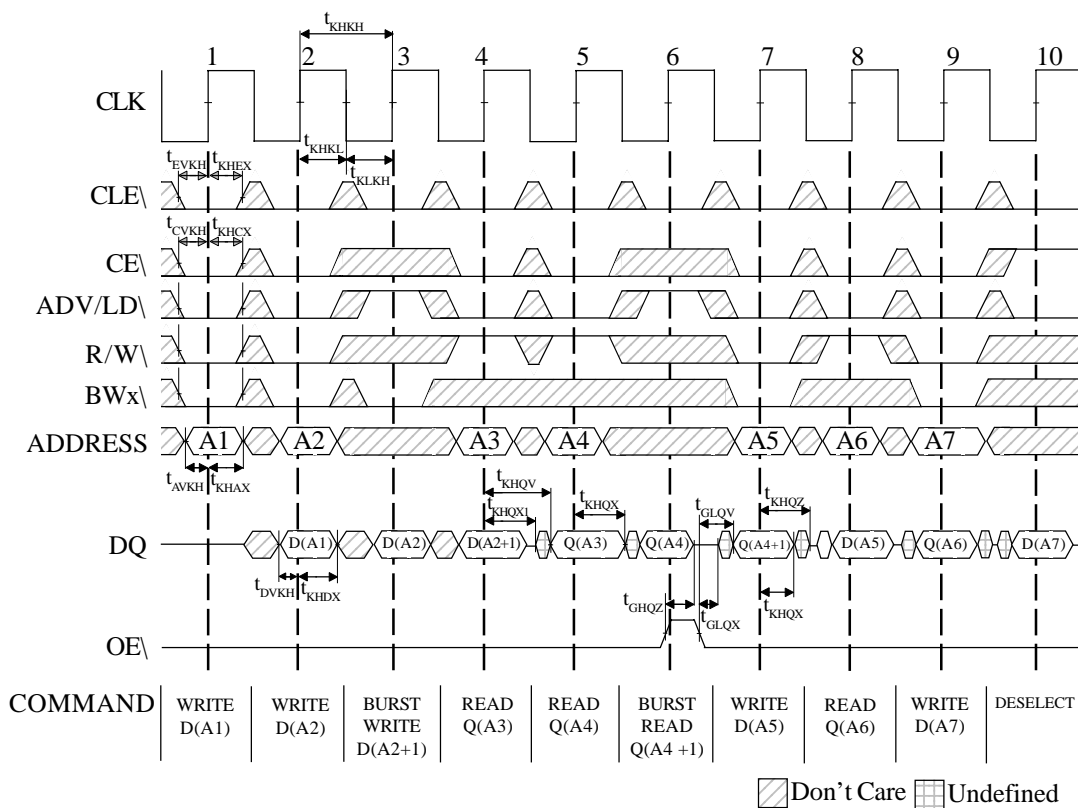 tKHKH
1 2 3 4 5 6 7 8 9 10
CLK
tEVKH tKHEX tKHKL tKLKH
CLE\
tCVKH tKHCX
CE\
ADV/LD\
R/W\
BWx\
ADDRESS A1 A2 A3 A4 A5 A6 A7
tAVKH tKHAX tKHQV tKHQX1 tKHQX tGLQV tKHQZ
DQ D(A1) D(A2) D(A2+1) Q(A3) Q(A4) Q(A4+1) D(A5) Q(A6) D(A7)
tDVKH tKHDX tGHQZ tGLQX tKHQX
OE\
COMMAND
WRITE
D(A1)
WRITE
D(A2)
BURST
WRITE
D(A2+1)
READ
Q(A3)
READ
Q(A4)
BURST
READ
Q(A4 +1)
WRITE
D(A5)
READ
Q(A6)
WRITE
D(A7)
DESELECT
Don't Care Undefined